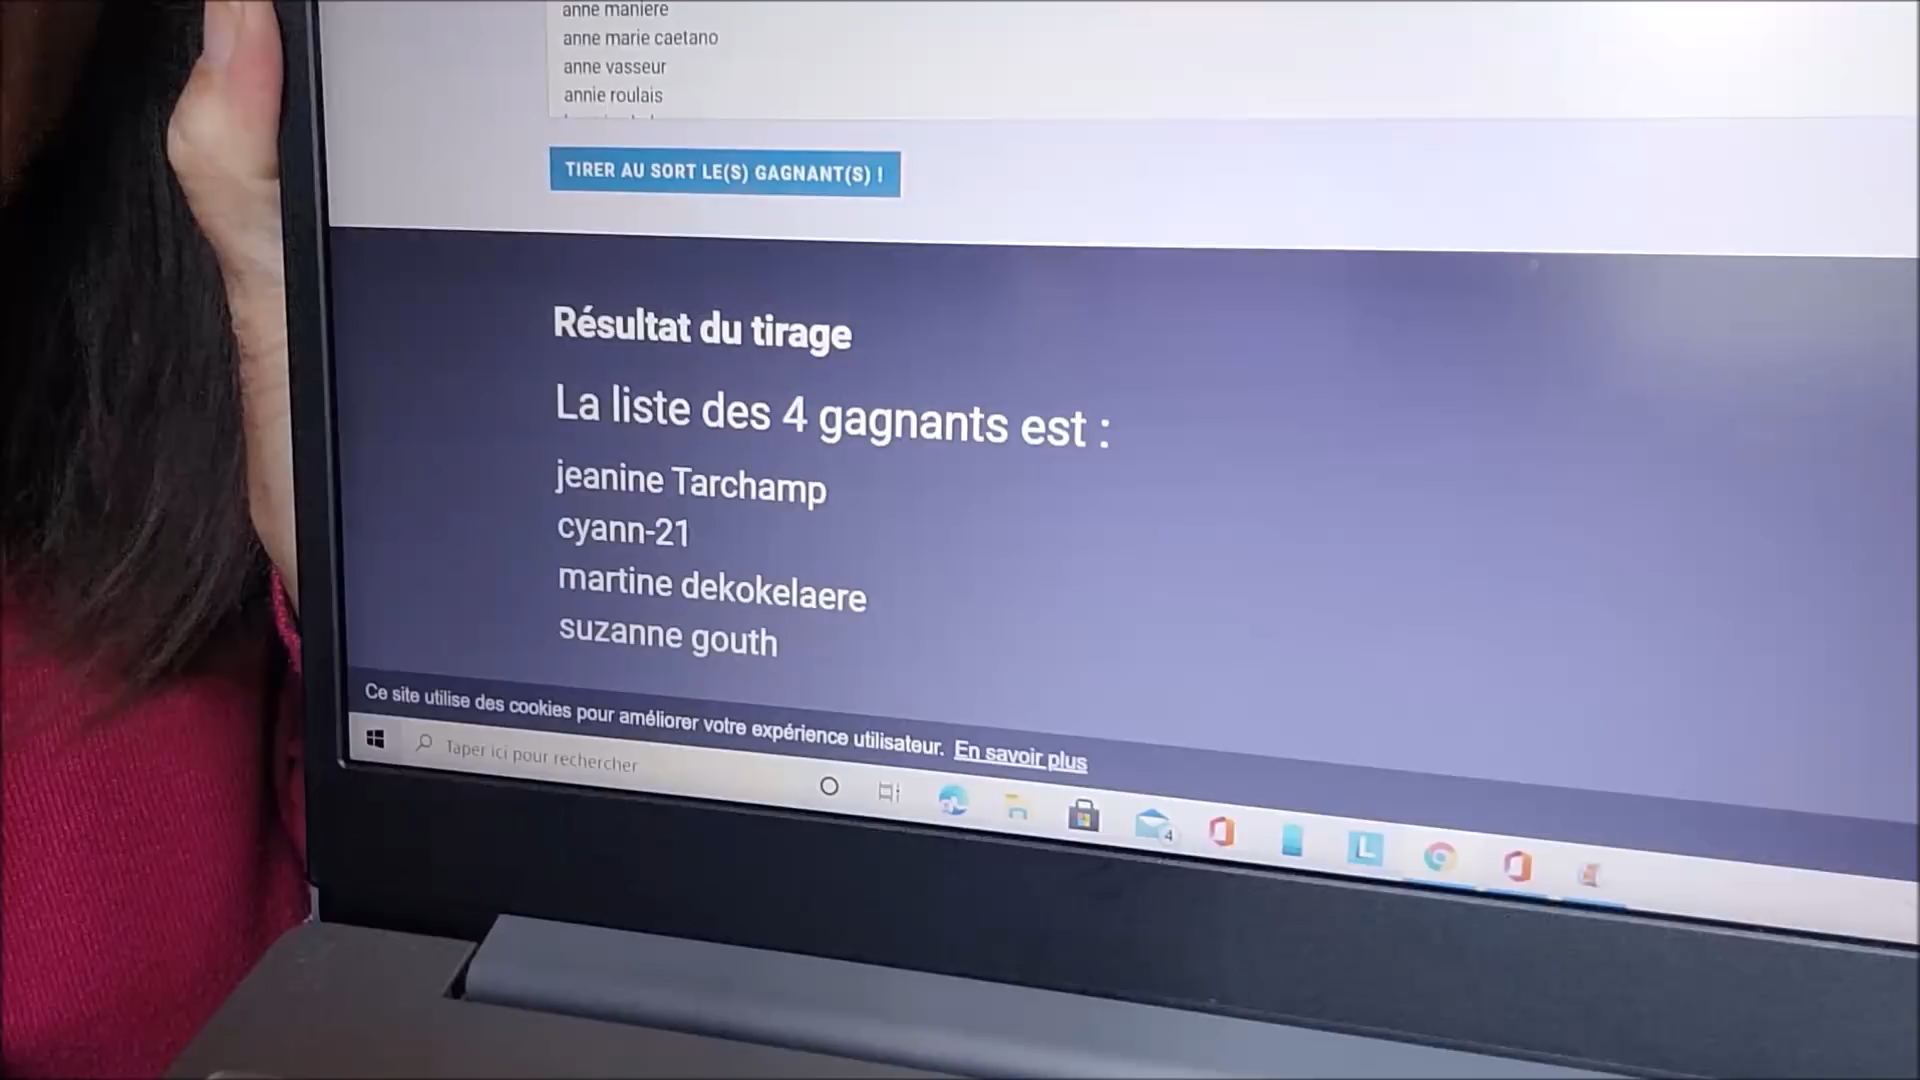 anne maniere
anne marie caetano
anne vasseur
annie roulais
TIRER AU SORT LE(S) GAGNANT(S) !
Résultat du tirage
La liste des 4 gagnants est :
jeanine Tarchamp
cyann-21
martine dekokelaere
suzanne gouth
Ce site utilise des cookies pour améliorer votre expérience utilisateur. En savoir plus
Taper ici pour rechercher
4
L